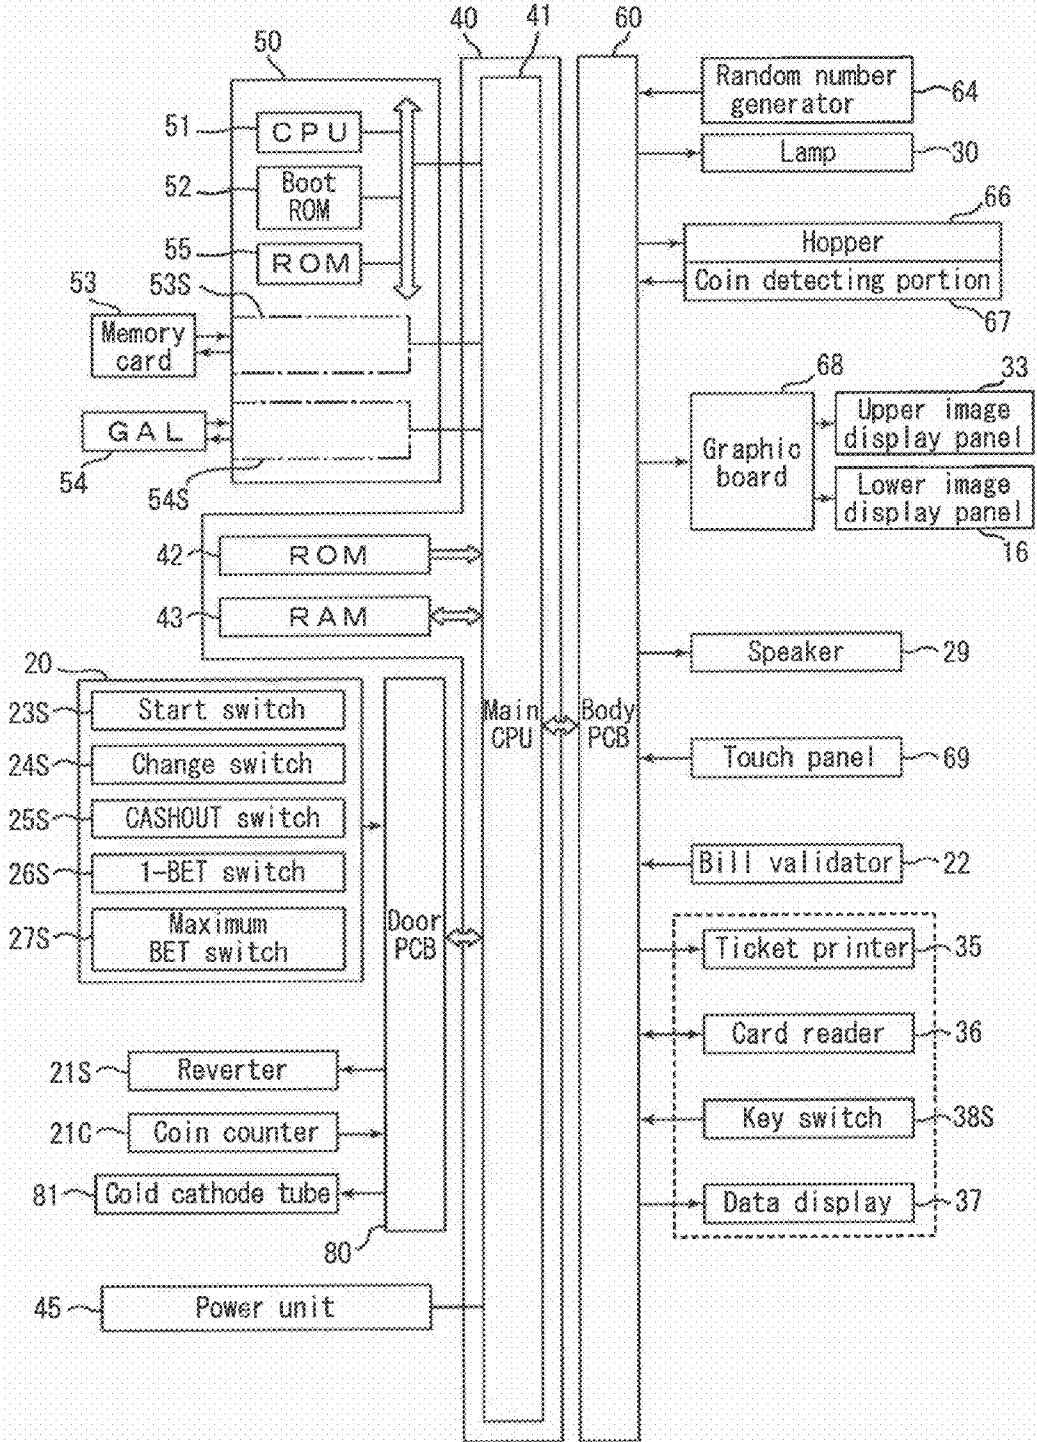 40
41
60
50
51
CPU
52
Boot
ROM
55
ROM
53S
53
Memory
card
GAL
54
54S
42
ROM
43
RAM
20
23S
Start switch
24S
Change switch
25S
CASHOUT switch
26S
1-BET switch
27S
Maximum
BET switch
Door
PCB
Main
CPU
Body
PCB
21S
Reverter
21C
Coin counter
81
Cold cathode tube
80
45
Power unit
Random number
generator
64
Lamp
30
66
Hopper
Coin detecting portion
67
68
33
Graphic
board
Upper image
display panel
Lower image
display panel
16
Speaker
29
Touch panel
69
Bill validator
22
Ticket printer
35
Card reader
36
Key switch
38S
Data display
37